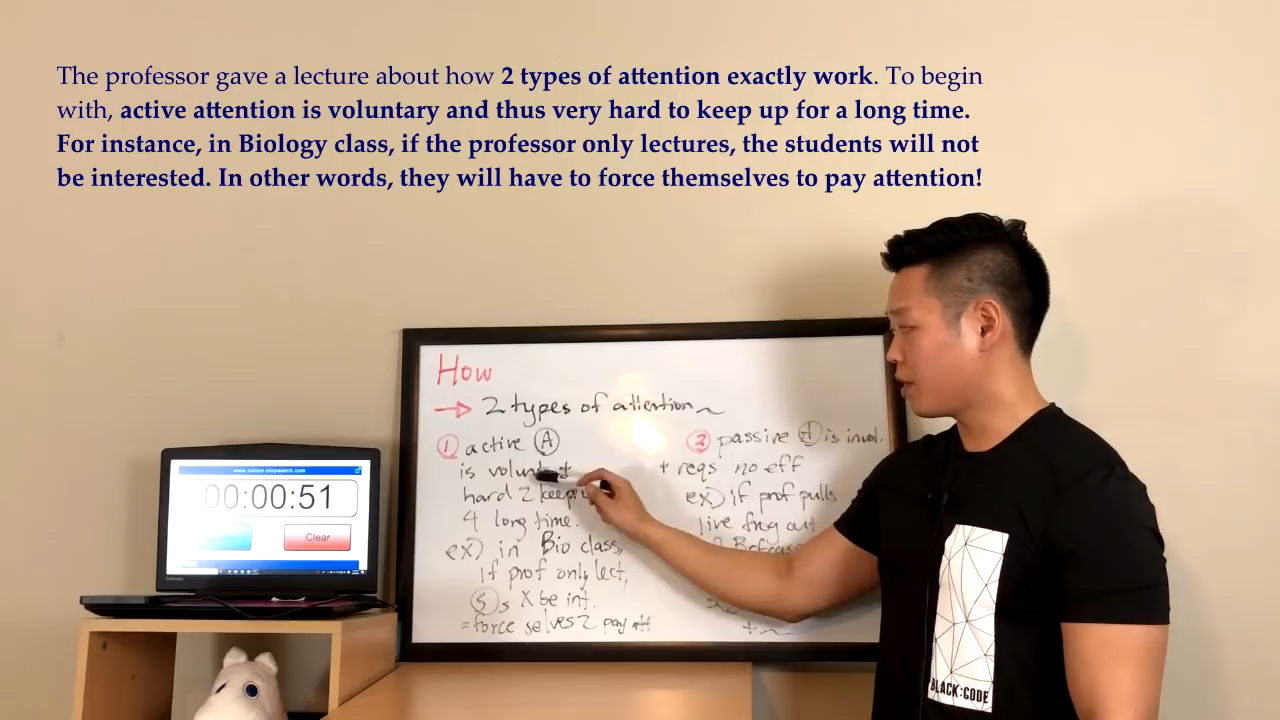 The professor gave a lecture about how 2 types of attention exactly work. To begin
with, active attention is voluntary and thus very hard to keep up for a long time.
For instance, in Biology class, if the professor only lectures, the students will not
be interested. In other words, they will have to force themselves to pay attention!
How
→ 2 types of attention~
① active Ⓐ
is volunt
hard 2 keep
4 long time.
ex) in Bio class,
if prof only lect,
Ⓢs X be int.
= force selves 2 pay att
② passive Ⓐ is invol.
+ reqs no eff
ex) if prof pulls
live frog out
www.online-stopwatch.com
00:00:51
Clear
Lenovo
BLACK:CODE